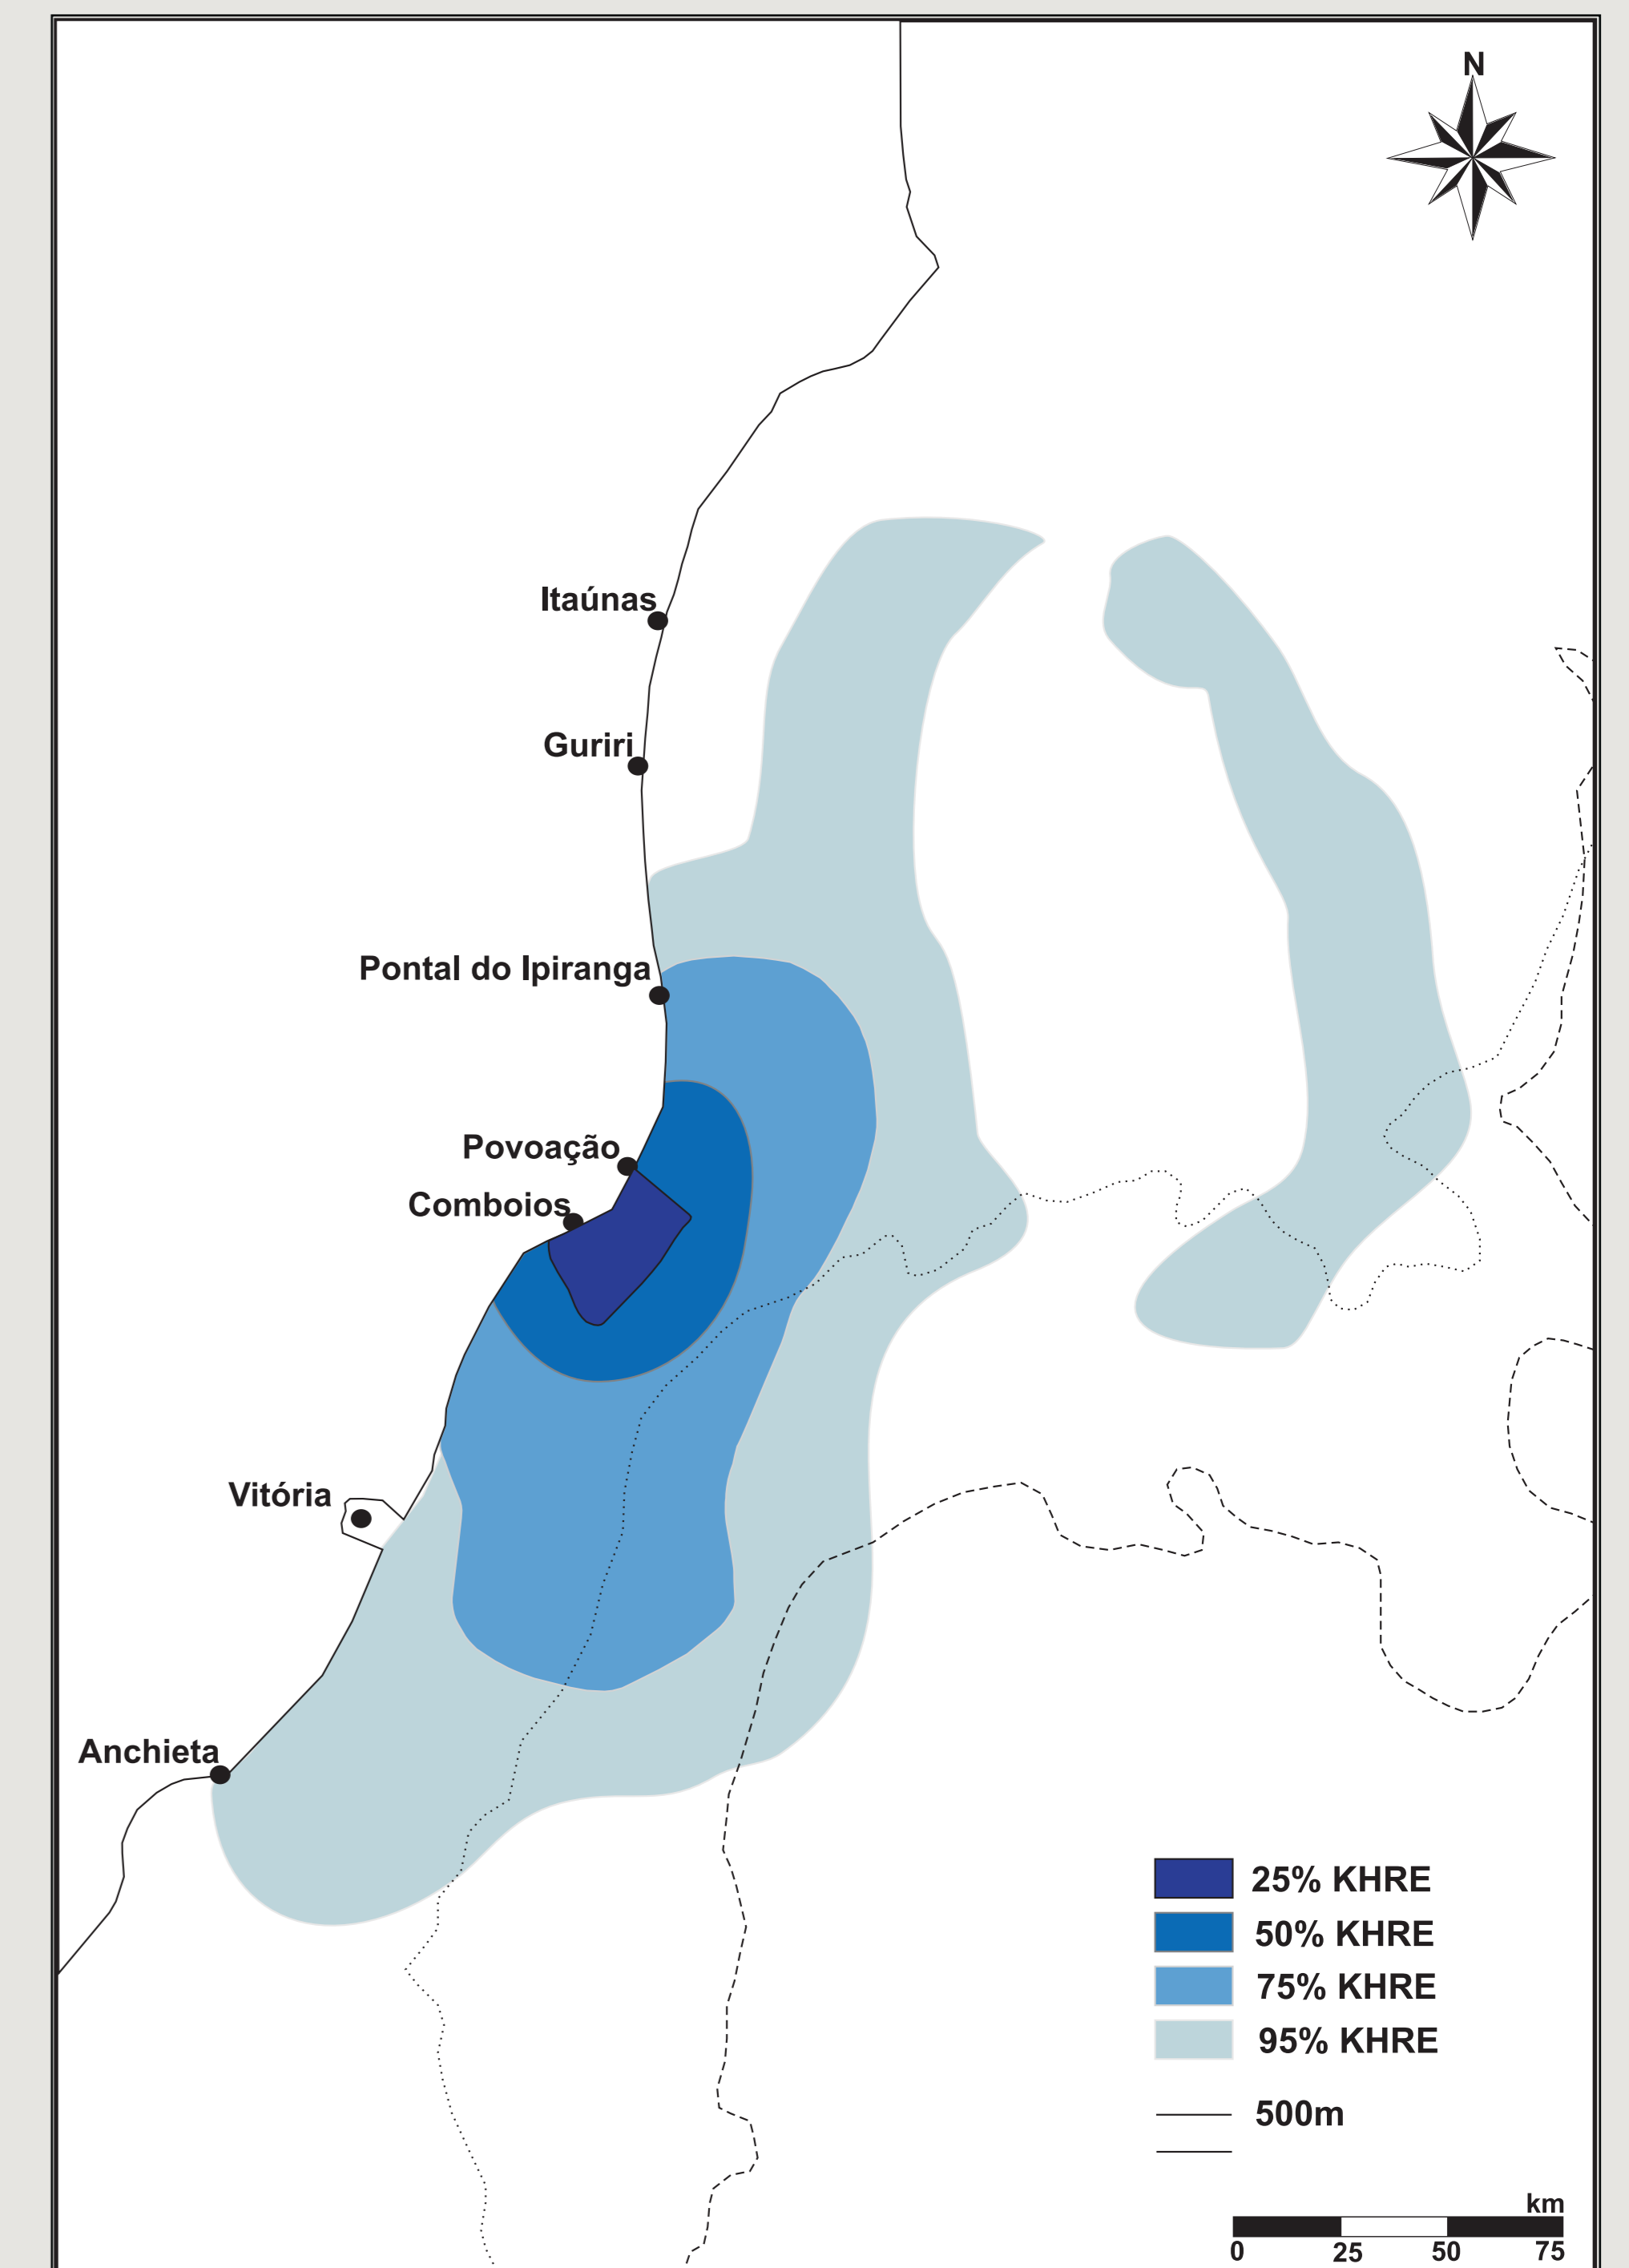 N
Itaúnas
Guriri
Pontal do Ipiranga
Povoação
Comboios
Vitória
Anchieta
25% KHRE
50% KHRE
75% KHRE
95% KHRE
500m
km
0 25 50 75